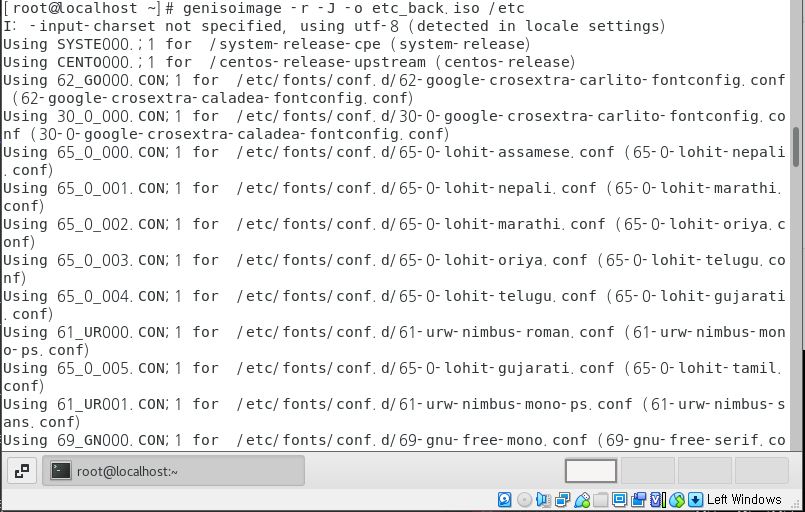 [root@localhost ~]# genisoimage -r -J -o etc_back.iso /etc
I: -input-charset not specified, using utf-8 (detected in locale settings)
Using SYSTE000.;1 for  /system-release-cpe (system-release)
Using CENTO000.;1 for  /centos-release-upstream (centos-release)
Using 62_GO000.CON;1 for  /etc/fonts/conf.d/62-google-crosextra-carlito-fontconfig.conf
 (62-google-crosextra-caladea-fontconfig.conf)
Using 30_0_000.CON;1 for  /etc/fonts/conf.d/30-0-google-crosextra-carlito-fontconfig.co
nf (30-0-google-crosextra-caladea-fontconfig.conf)
Using 65_0_000.CON;1 for  /etc/fonts/conf.d/65-0-lohit-assamese.conf (65-0-lohit-nepali
.conf)
Using 65_0_001.CON;1 for  /etc/fonts/conf.d/65-0-lohit-nepali.conf (65-0-lohit-marathi.
conf)
Using 65_0_002.CON;1 for  /etc/fonts/conf.d/65-0-lohit-marathi.conf (65-0-lohit-oriya.c
onf)
Using 65_0_003.CON;1 for  /etc/fonts/conf.d/65-0-lohit-oriya.conf (65-0-lohit-telugu.co
nf)
Using 65_0_004.CON;1 for  /etc/fonts/conf.d/65-0-lohit-telugu.conf (65-0-lohit-gujarati
.conf)
Using 61_UR000.CON;1 for  /etc/fonts/conf.d/61-urw-nimbus-roman.conf (61-urw-nimbus-mon
o-ps.conf)
Using 65_0_005.CON;1 for  /etc/fonts/conf.d/65-0-lohit-gujarati.conf (65-0-lohit-tamil.
conf)
Using 61_UR001.CON;1 for  /etc/fonts/conf.d/61-urw-nimbus-mono-ps.conf (61-urw-nimbus-s
ans.conf)
Using 69_GN000.CON;1 for  /etc/fonts/conf.d/69-gnu-free-mono.conf (69-gnu-free-serif.co
root@localhost:~
Left Windows